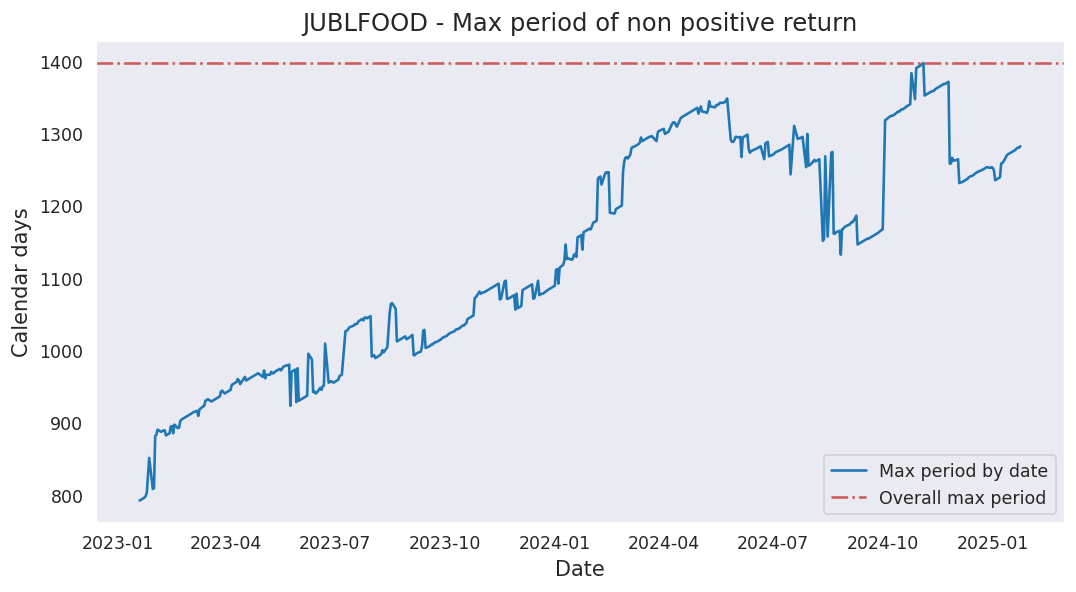 JUBLFOOD - Max period of non positive return
Calendar days
1400
1300
1200
1100
1000
900
800
2023-01 2023-04 2023-07 2023-10 2024-01 2024-04 2024-07 2024-10 2025-01
Date
Max period by date
Overall max period